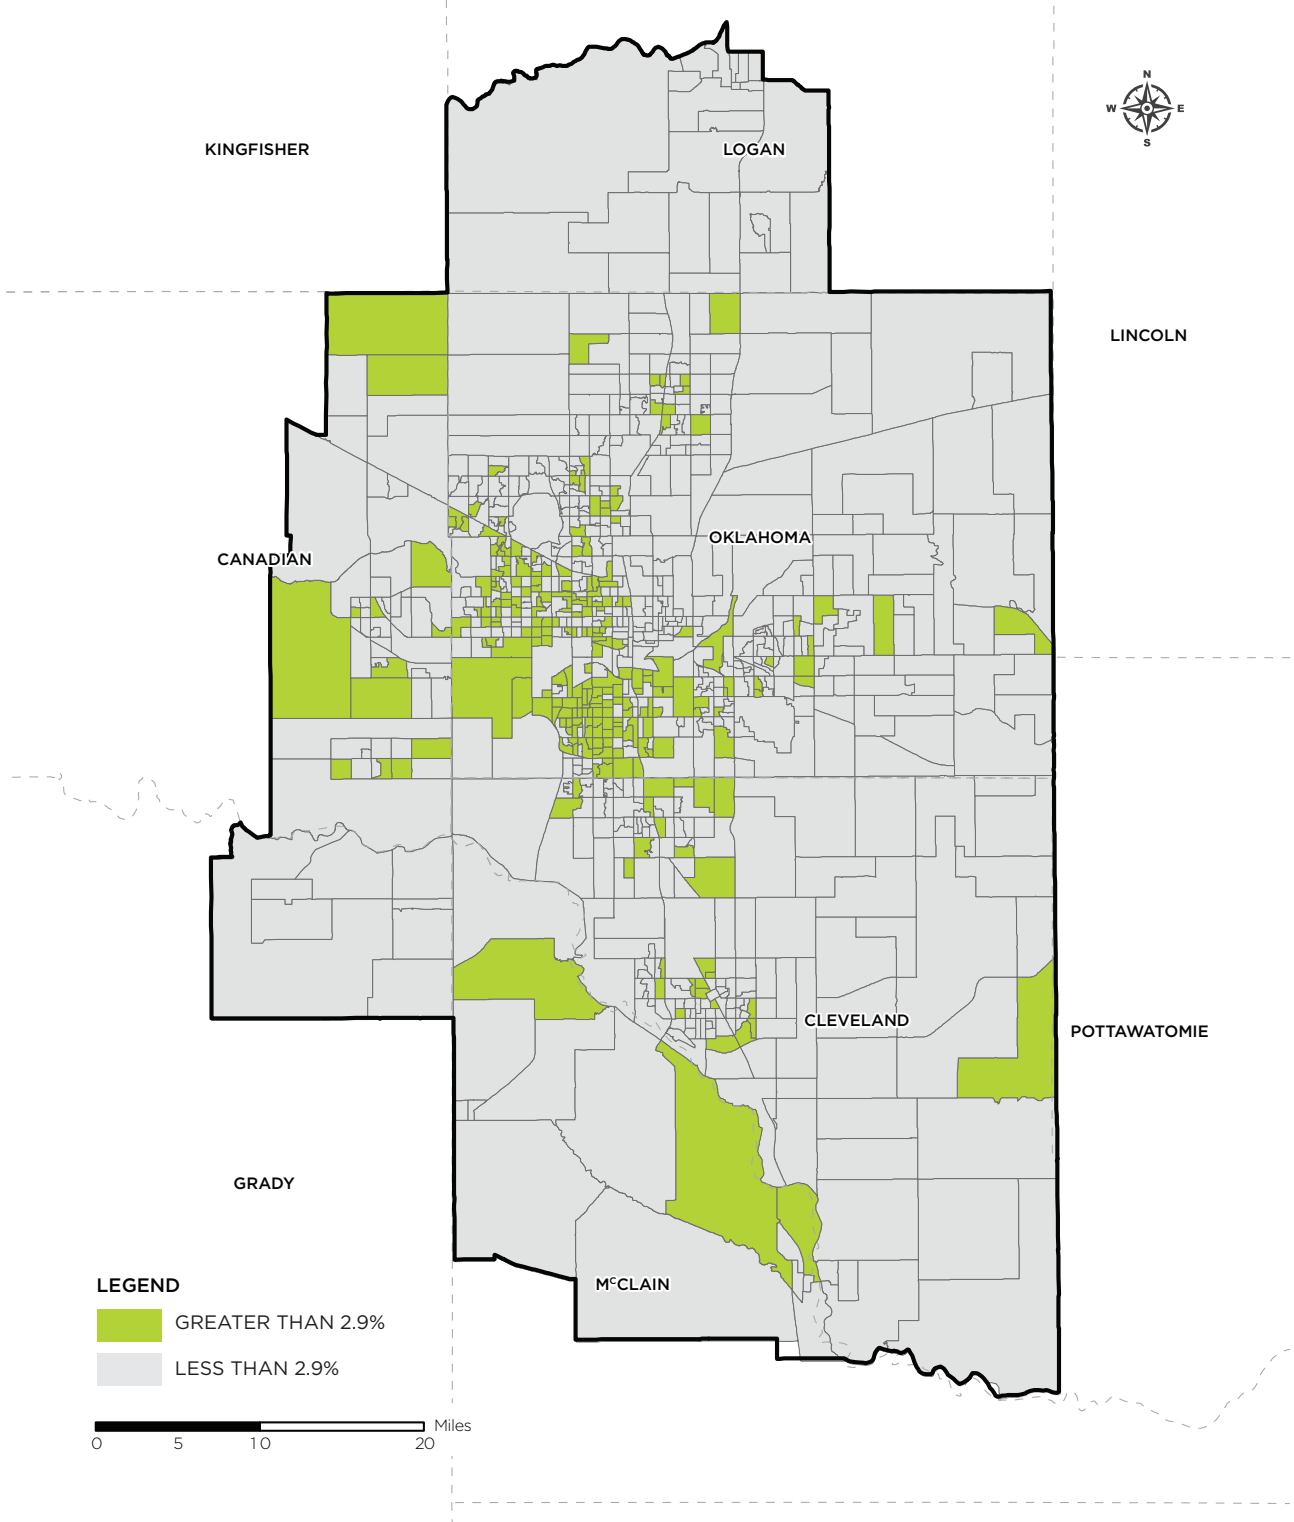 N
W E
S
KINGFISHER
LOGAN
LINCOLN
OKLAHOMA
CANADIAN
CLEVELAND
POTTAWATOMIE
GRADY
MᶜCLAIN
LEGEND
GREATER THAN 2.9%
LESS THAN 2.9%
Miles
0 5 10 20